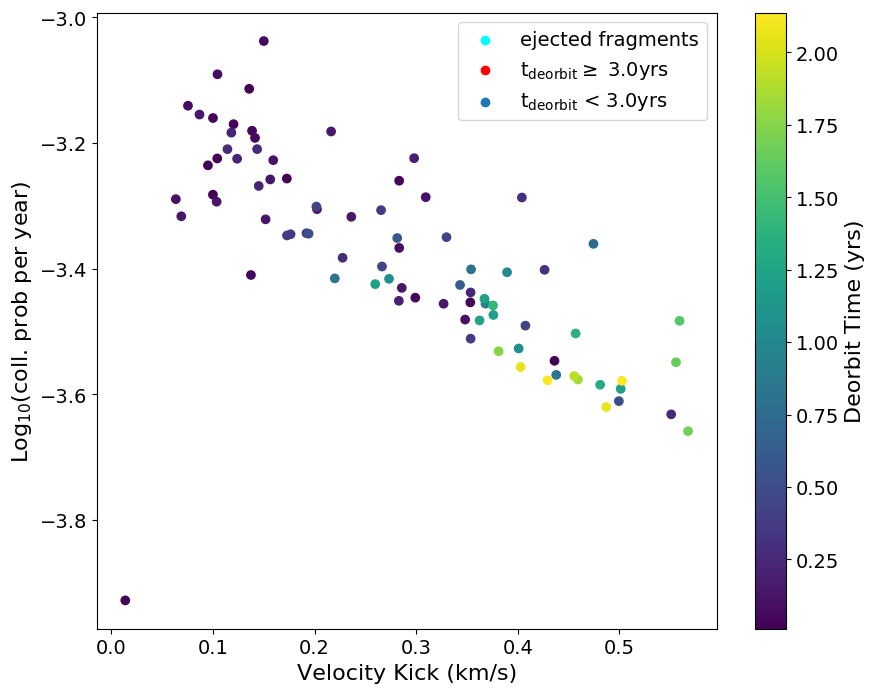 ejected fragments
t_deorbit ≥ 3.0yrs
t_deorbit < 3.0yrs
−3.0
−3.2
−3.4
−3.6
−3.8
Log₁₀(coll. prob per year)
0.0 0.1 0.2 0.3 0.4 0.5
Velocity Kick (km/s)
2.00
1.75
1.50
1.25
1.00
0.75
0.50
0.25
Deorbit Time (yrs)